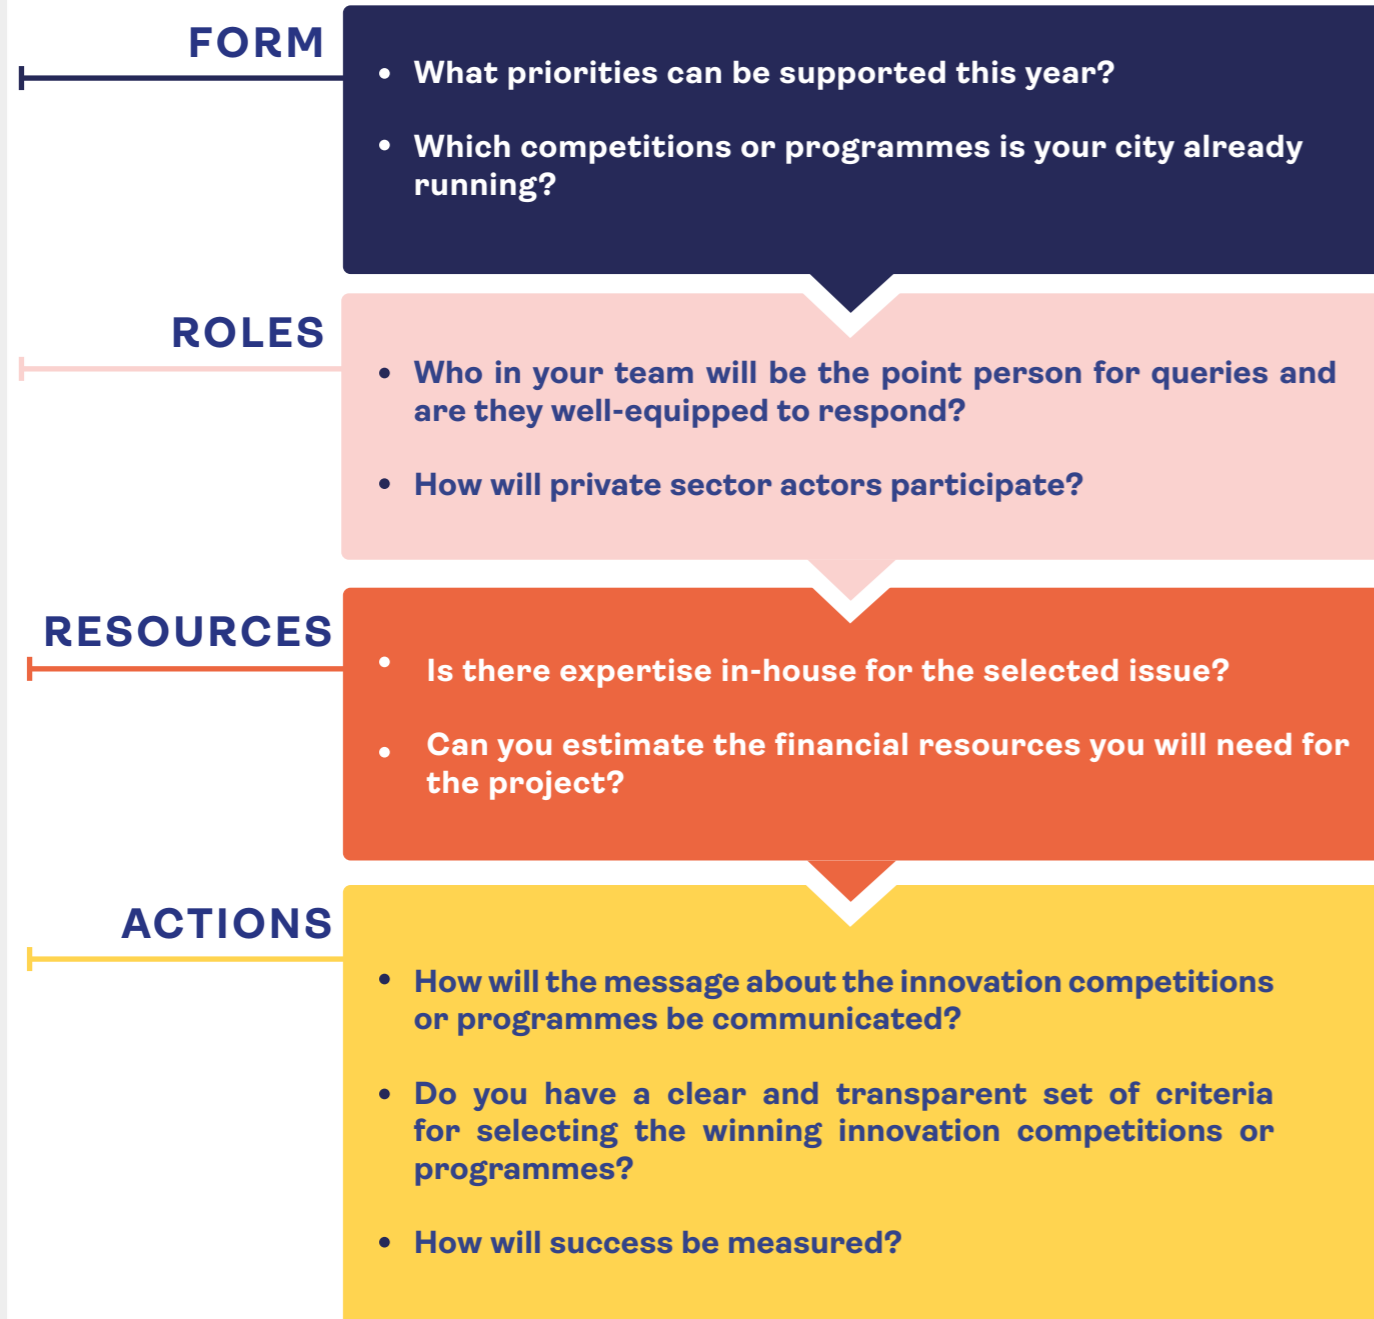 FORM
• What priorities can be supported this year?
• Which competitions or programmes is your city already
running?
ROLES
• Who in your team will be the point person for queries and
are they well-equipped to respond?
• How will private sector actors participate?
RESOURCES
• Is there expertise in-house for the selected issue?
• Can you estimate the financial resources you will need for
the project?
ACTIONS
• How will the message about the innovation competitions
or programmes be communicated?
• Do you have a clear and transparent set of criteria
for selecting the winning innovation competitions or
programmes?
• How will success be measured?